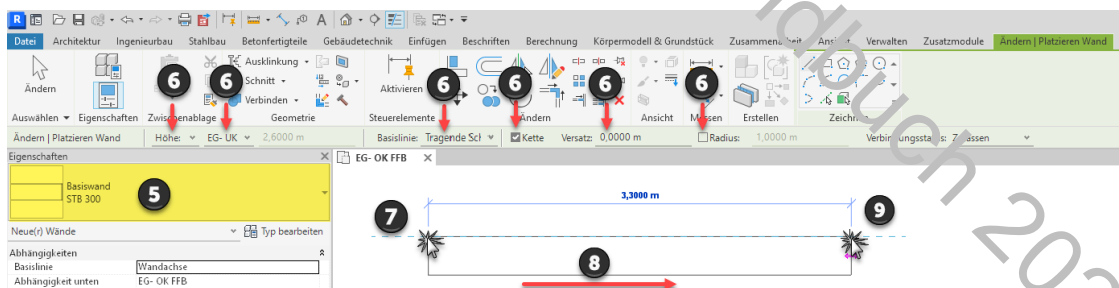 Datei Architektur Ingenieurbau Stahlbau Betonfertigteile Gebäudetechnik Einfügen Beschriften Berechnung Körpermodell & Grundstück Zusammenarbeit Ansicht Verwalten Zusatzmodule Ändern | Platzieren Wand
Ausklinkung
Schnitt
Verbinden
Ändern
Aktivieren
6 6 6 6 6 6
Auswählen Eigenschaften Zwischenablage Geometrie Steuerelemente Ändern Ansicht Messen Erstellen
Ändern | Platzieren Wand Höhe: EG- UK 2,6000 m Basislinie: Tragende Scl Kette Versatz: 0,0000 m Radius: 1,0000 m Zulassen
Eigenschaften
EG- OK FFB
Basiswand
STB 300
5
3,3000 m
7
9
8
Neue(r) Wände Typ bearbeiten
Abhängigkeiten
Basislinie Wandachse
Abhängigkeit unten EG- OK FFB